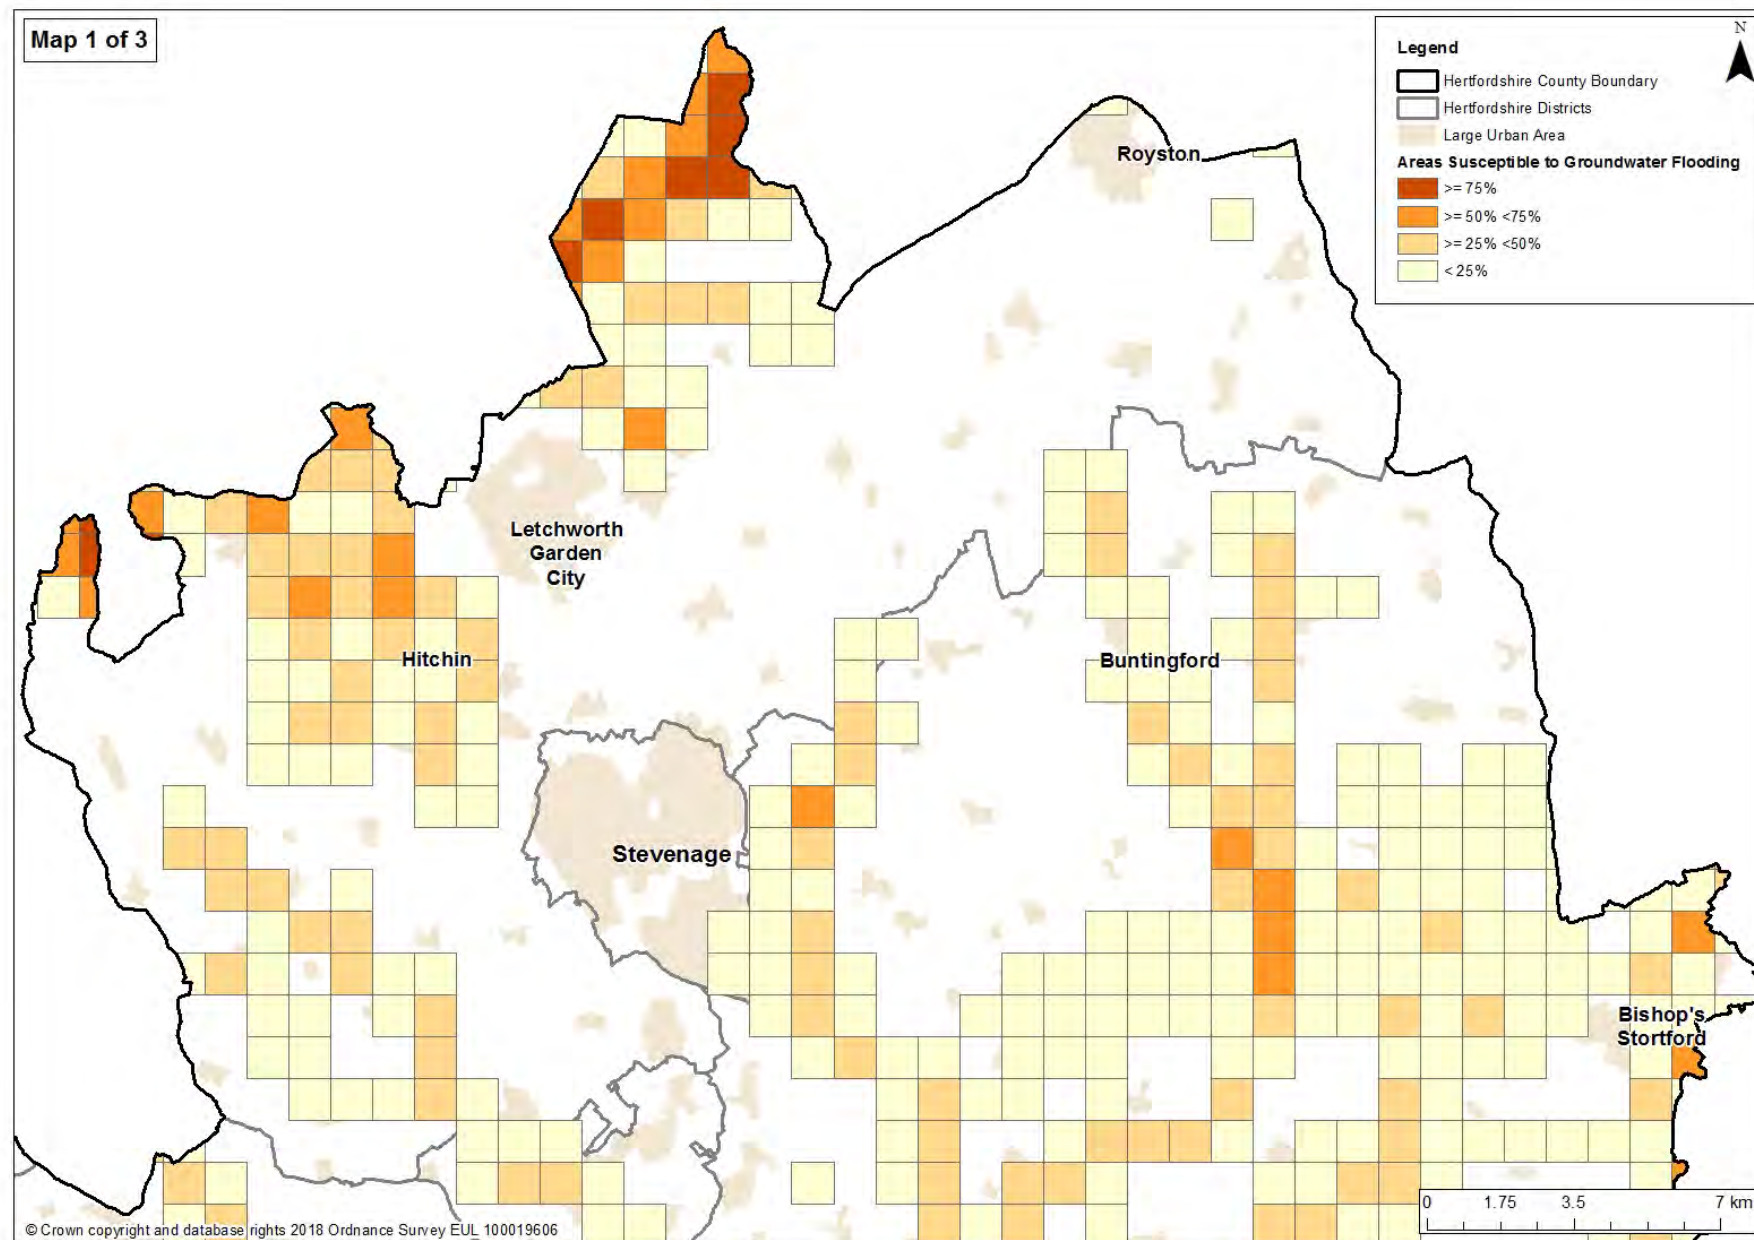 Map 1 of 3
N
Legend
Hertfordshire County Boundary
Hertfordshire Districts
Large Urban Area
Areas Susceptible to Groundwater Flooding
>= 75%
>= 50% <75%
>= 25% <50%
< 25%
Royston
Letchworth
Garden
City
Hitchin
Buntingford
Stevenage
Bishop's
Stortford
0 1.75 3.5 7 km
© Crown copyright and database rights 2018 Ordnance Survey EUL 100019606